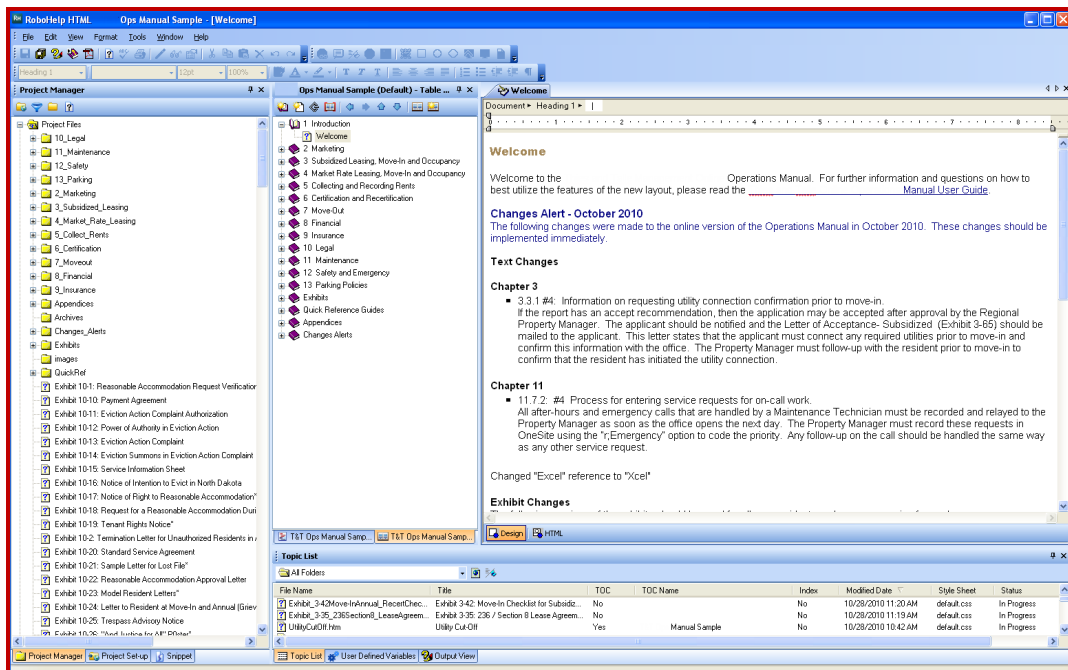 RoboHelp HTML Ops Manual Sample - [Welcome]
File Edit View Format Tools Window Help
Heading 1 12pt 100%
Project Manager
Project Files
10_Legal
11_Maintenance
12_Safety
13_Parking
2_Marketing
3_Subsidized_Leasing
4_Market_Rate_Leasing
5_Collect_Rents
6_Certification
7_Moveout
8_Financial
9_Insurance
Appendices
Archives
Changes_Alerts
Exhibits
images
QuickRef
Exhibit 10-1: Reasonable Accommodation Request Verification
Exhibit 10-10: Payment Agreement
Exhibit 10-11: Eviction Action Complaint Authorization
Exhibit 10-12: Power of Authority in Eviction Action
Exhibit 10-13: Eviction Action Complaint
Exhibit 10-14: Eviction Summons in Eviction Action Complaint
Exhibit 10-15: Service Information Sheet
Exhibit 10-16: Notice of Intention to Evict in North Dakota
Exhibit 10-17: Notice of Right to Reasonable Accommodation"
Exhibit 10-18: Request for a Reasonable Accommodation Duri
Exhibit 10-19: Tenant Rights Notice"
Exhibit 10-2: Termination Letter for Unauthorized Residents in
Exhibit 10-20: Standard Service Agreement
Exhibit 10-21: Sample Letter for Lost File"
Exhibit 10-22: Reasonable Accommodation Approval Letter
Exhibit 10-23: Model Resident Letters"
Exhibit 10-24: Letter to Resident at Move-In and Annual (Griev
Exhibit 10-25: Trespass Advisory Notice
Exhibit 10-26: "And Justice for All" P0ster"
Project Manager Project Set-up Snippet
Ops Manual Sample (Default) - Table ...
1 Introduction
Welcome
2 Marketing
3 Subsidized Leasing, Move-In and Occupancy
4 Market Rate Leasing, Move-In and Occupancy
5 Collecting and Recording Rents
6 Certification and Recertification
7 Move-Out
8 Financial
9 Insurance
10 Legal
11 Maintenance
12 Safety and Emergency
13 Parking Policies
Exhibits
Quick Reference Guides
Appendices
Changes Alerts
T&T Ops Manual Samp... T&T Ops Manual Samp...
Welcome
Document Heading 1
1 2 3 4 5 6 7 8
Welcome
Welcome to the Operations Manual. For further information and questions on how to
best utilize the features of the new layout, please read the Manual User Guide.
Changes Alert - October 2010
The following changes were made to the online version of the Operations Manual in October 2010. These changes should be
implemented immediately.
Text Changes
Chapter 3
3.3.1 #4: Information on requesting utility connection confirmation prior to move-in.
If the report has an accept recommendation, then the application may be accepted after approval by the Regional
Property Manager. The applicant should be notified and the Letter of Acceptance- Subsidized (Exhibit 3-65) should be
mailed to the applicant. This letter states that the applicant must connect any required utilities prior to move-in and
confirm this information with the office. The Property Manager must follow-up with the resident prior to move-in to
confirm that the resident has initiated the utility connection.
Chapter 11
11.7.2: #4 Process for entering service requests for on-call work.
All after-hours and emergency calls that are handled by a Maintenance Technician must be recorded and relayed to the
Property Manager as soon as the office opens the next day. The Property Manager must record these requests in
OneSite using the "r;Emergency" option to code the priority. Any follow-up on the call should be handled the same way
as any other service request.
Changed "Excel" reference to "Xcel"
Exhibit Changes
Design HTML
Topic List
All Folders
File Name Title TOC TOC Name Index Modified Date Style Sheet Status
Exhibit_3-42Move-InAnnual_RecertChec... Exhibit 3-42: Move-In Checklist for Subsidiz... No No 10/28/2010 11:20 AM default.css In Progress
Exhibit_3-35_236Section8_LeaseAgreem... Exhibit 3-35: 236 / Section 8 Lease Agreem... No No 10/28/2010 11:19 AM default.css In Progress
UtilityCutOff.htm Utility Cut-Off Yes Manual Sample No 10/28/2010 10:42 AM default.css In Progress
Topic List User Defined Variables Output View